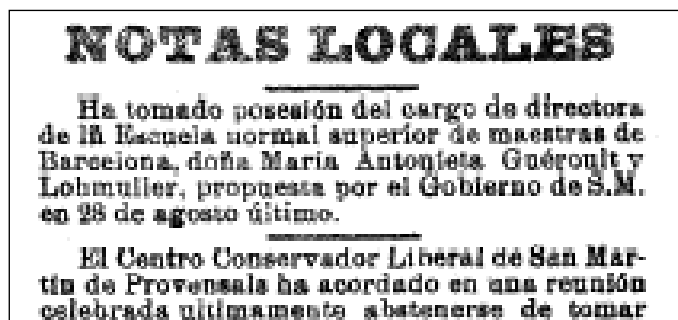 NOTAS LOCALES
Ha tomado posesión del cargo de directora
de la Escuela normal superior de maestras de
Barcelona, doña María Antonieta Guéroult y
Lohmuller, propuesta por el Gobierno de S.M.
en 28 de agosto último.
El Centro Conservador Liberal de San Mar-
tín de Provensals ha acordado en una reunión
celebrada ultimamente abstenerse de tomar